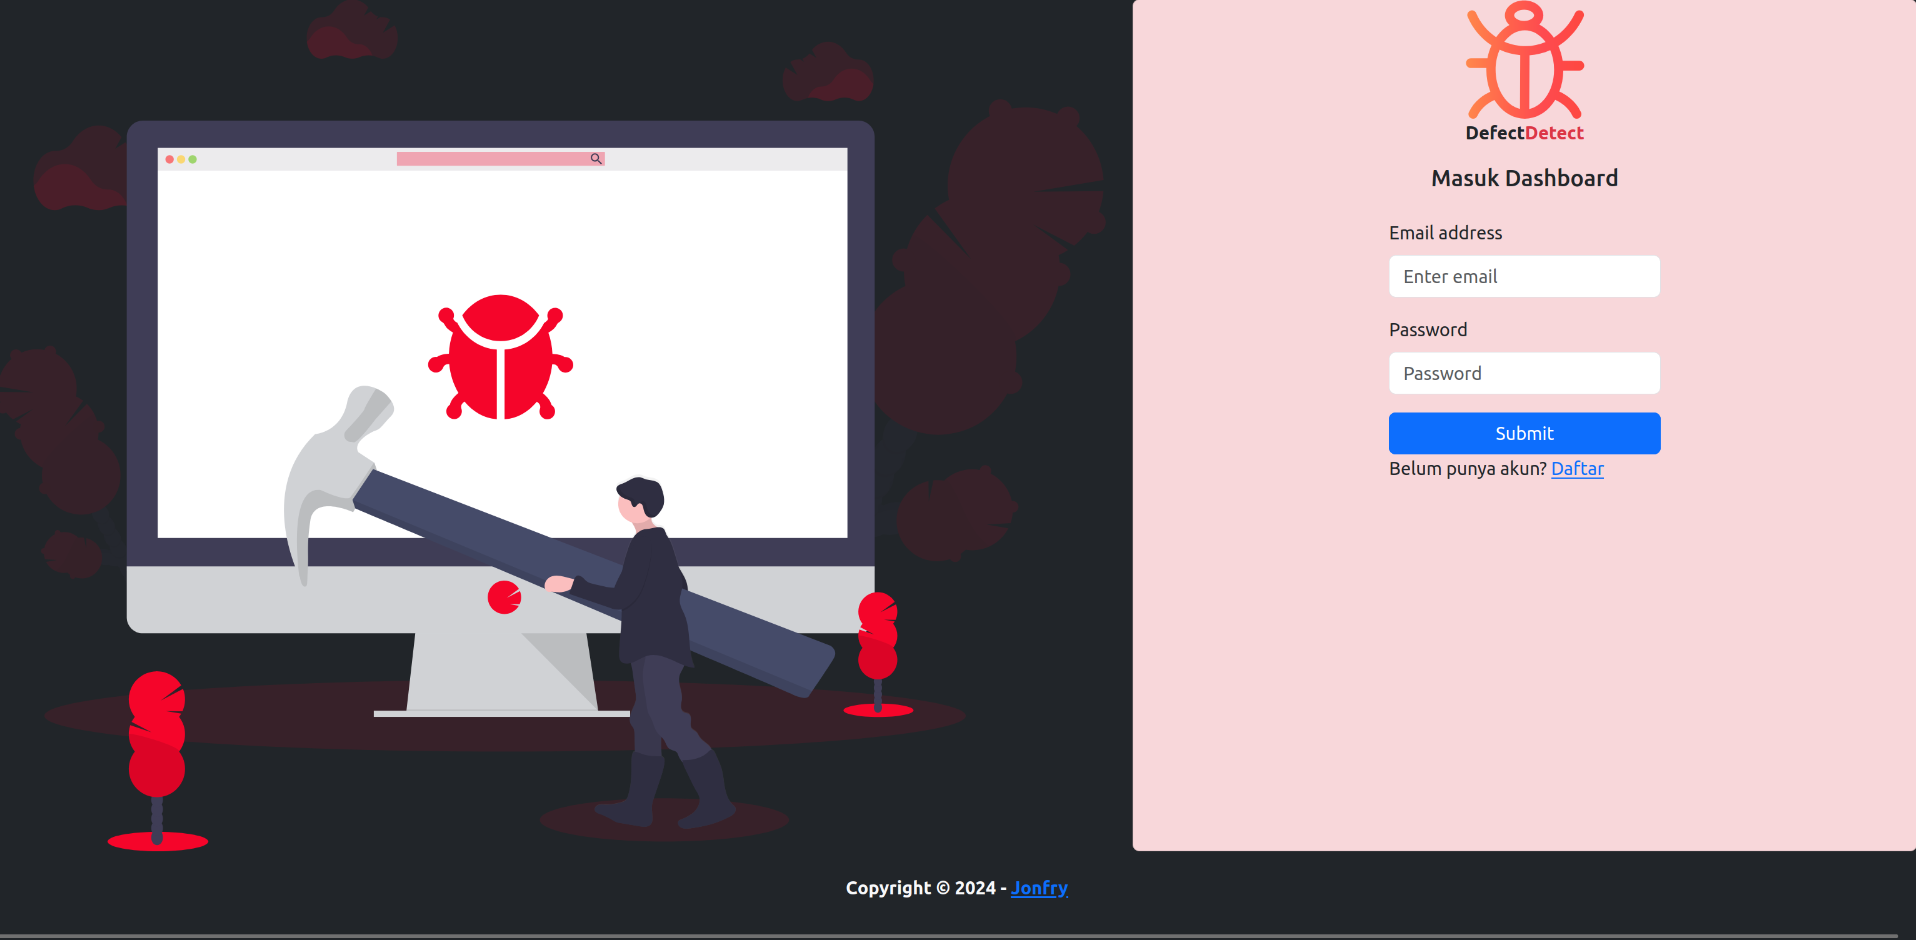 DefectDetect
Masuk Dashboard
Email address
Enter email
Password
Password
Submit
Belum punya akun? Daftar
Copyright © 2024 - Jonfry